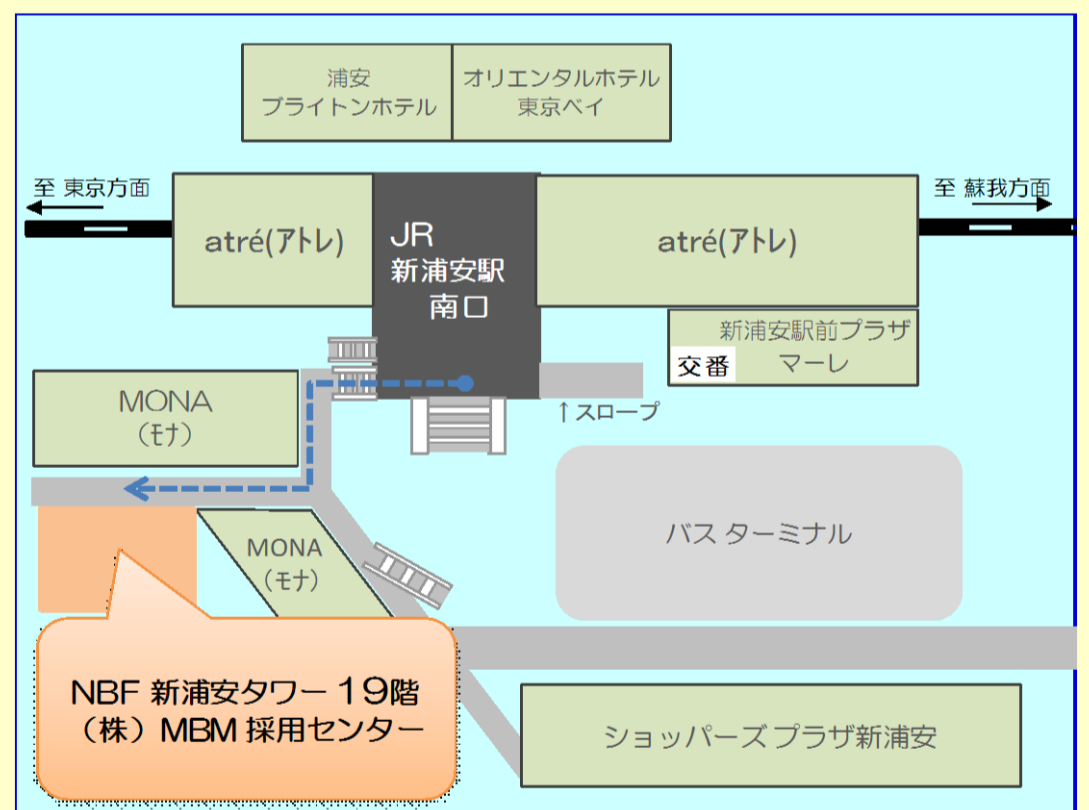 浦安
ブライトンホテル
オリエンタルホテル
東京ベイ
至 東京方面
至 蘇我方面
atré(アトレ)
JR
新浦安駅
南口
atré(アトレ)
新浦安駅前プラザ
マーレ
交番
↑スロープ
MONA
(モナ)
MONA
(モナ)
バス ターミナル
NBF 新浦安タワー 19階
(株) MBM 採用センター
ショッパーズ プラザ新浦安